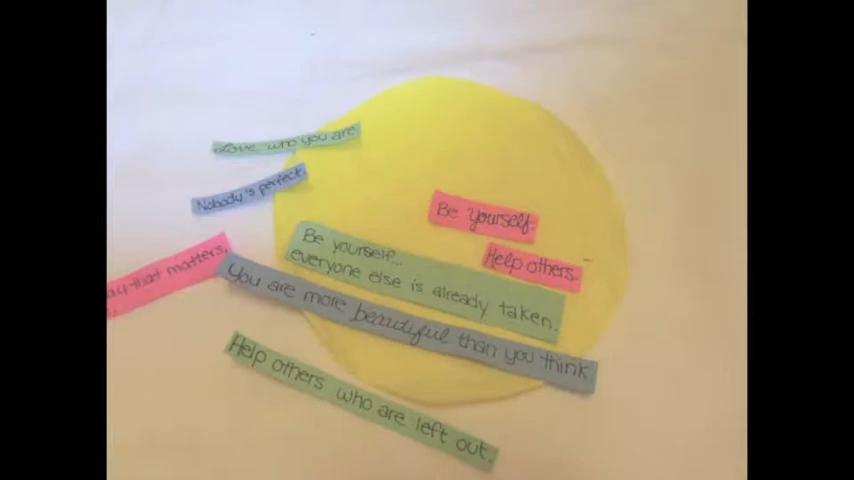 Love who you are
Nobody's perfect.
Be yourself.
Help others.
Be yourself...
everyone else is already taken.
that matters,
You are more beautiful than you think
Help others who are left out.